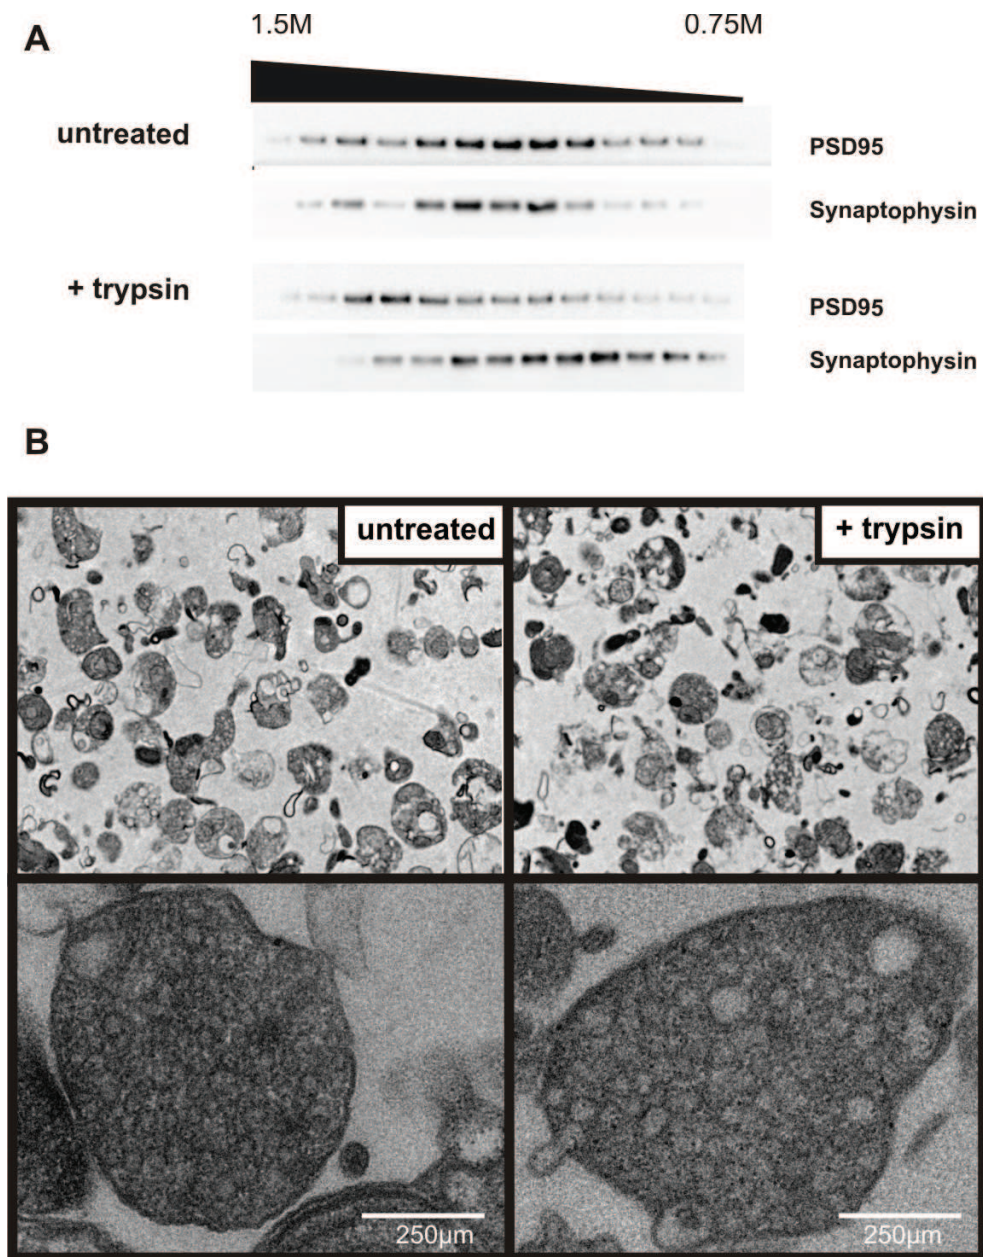 A
1.5M 0.75M
untreated
PSD95
Synaptophysin
+ trypsin
PSD95
Synaptophysin
B
untreated
+ trypsin
250µm
250µm